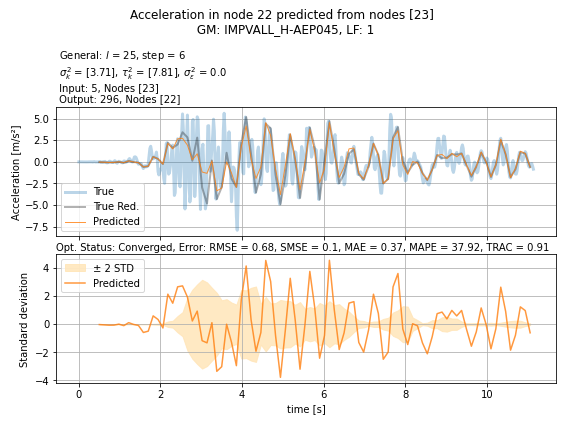 Acceleration in node 22 predicted from nodes [23]
GM: IMPVALL_H-AEP045, LF: 1
General: l = 25, step = 6
σ²ₖ = [3.71], τ²ₖ = [7.81], σ²ₑ = 0.0
Input: 5, Nodes [23]
Output: 296, Nodes [22]
Acceleration [m/s²]
5.0
2.5
0.0
−2.5
−5.0
−7.5
True
True Red.
Predicted
Opt. Status: Converged, Error: RMSE = 0.68, SMSE = 0.1, MAE = 0.37, MAPE = 37.92, TRAC = 0.91
Standard deviation
4
2
0
−2
−4
± 2 STD
Predicted
0 2 4 6 8 10
time [s]